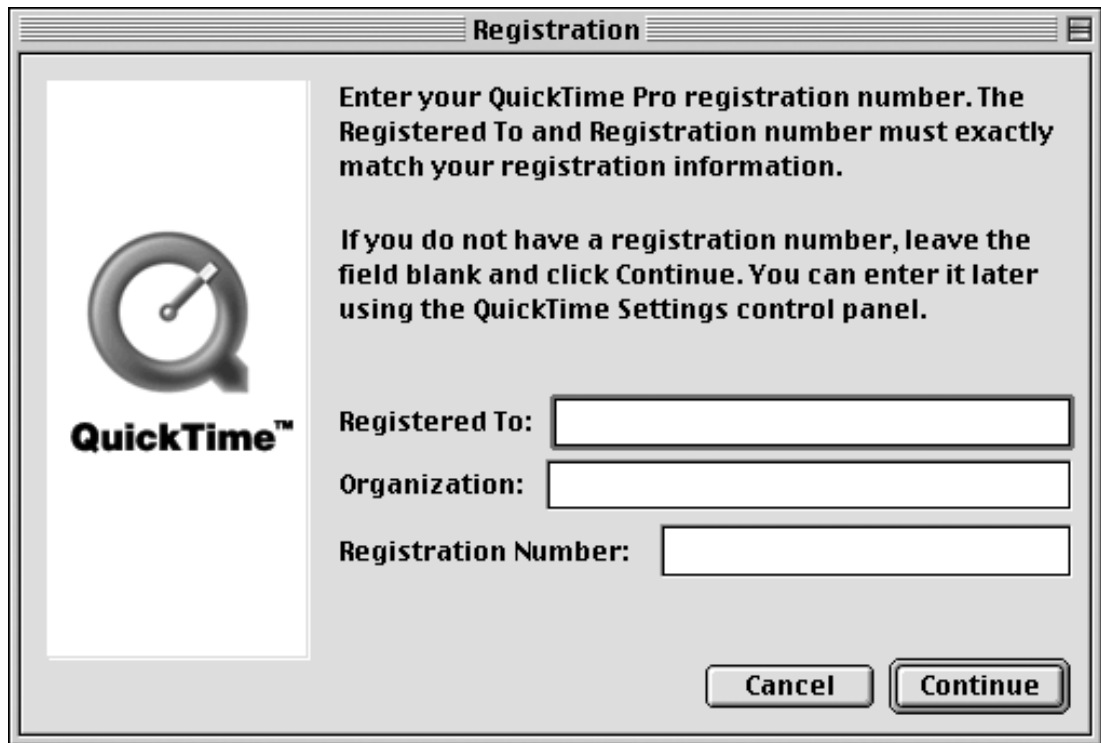 Registration
Enter your QuickTime Pro registration number. The
Registered To and Registration number must exactly
match your registration information.
If you do not have a registration number, leave the
field blank and click Continue. You can enter it later
using the QuickTime Settings control panel.
QuickTime™
Registered To:
Organization:
Registration Number:
Cancel
Continue